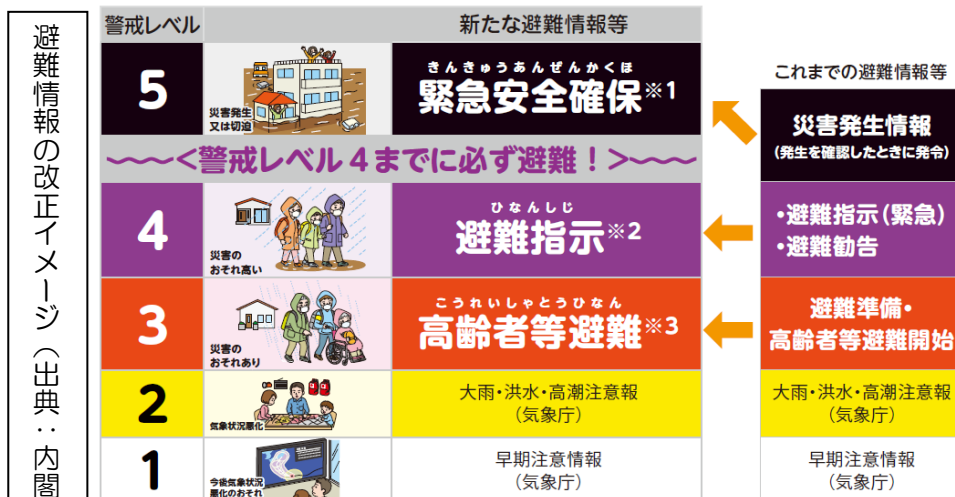 避難情報の改正イメージ（出典：内閣
警戒レベル
新たな避難情報等
5
災害発生
又は切迫
きんきゅうあんぜんかくほ
緊急安全確保※1
〜〜〜<警戒レベル4までに必ず避難！>〜〜〜
4
災害の
おそれ高い
ひなんしじ
避難指示※2
3
災害の
おそれあり
こうれいしゃとうひなん
高齢者等避難※3
2
気象状況悪化
大雨・洪水・高潮注意報
（気象庁）
1
今後気象状況
悪化のおそれ
早期注意情報
（気象庁）
これまでの避難情報等
災害発生情報
（発生を確認したときに発令）
・避難指示（緊急）
・避難勧告
避難準備・
高齢者等避難開始
大雨・洪水・高潮注意報
（気象庁）
早期注意情報
（気象庁）